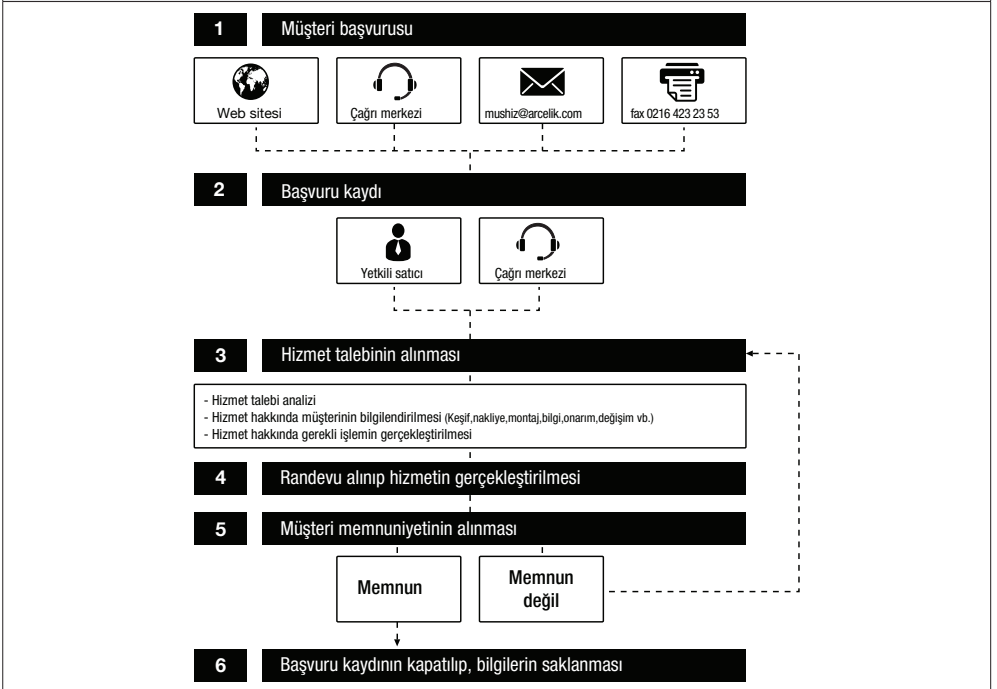 1 Müşteri başvurusu
Web sitesi
Çağrı merkezi
mushiz@arcelik.com
fax 0216 423 23 53
2 Başvuru kaydı
Yetkili satıcı
Çağrı merkezi
3 Hizmet talebinin alınması
- Hizmet talebi analizi
- Hizmet hakkında müşterinin bilgilendirilmesi (Keşif,nakliye,montaj,bilgi,onarım,değişim vb.)
- Hizmet hakkında gerekli işlemin gerçekleştirilmesi
4 Randevu alınıp hizmetin gerçekleştirilmesi
5 Müşteri memnuniyetinin alınması
Memnun
Memnun
değil
6 Başvuru kaydının kapatılıp, bilgilerin saklanması